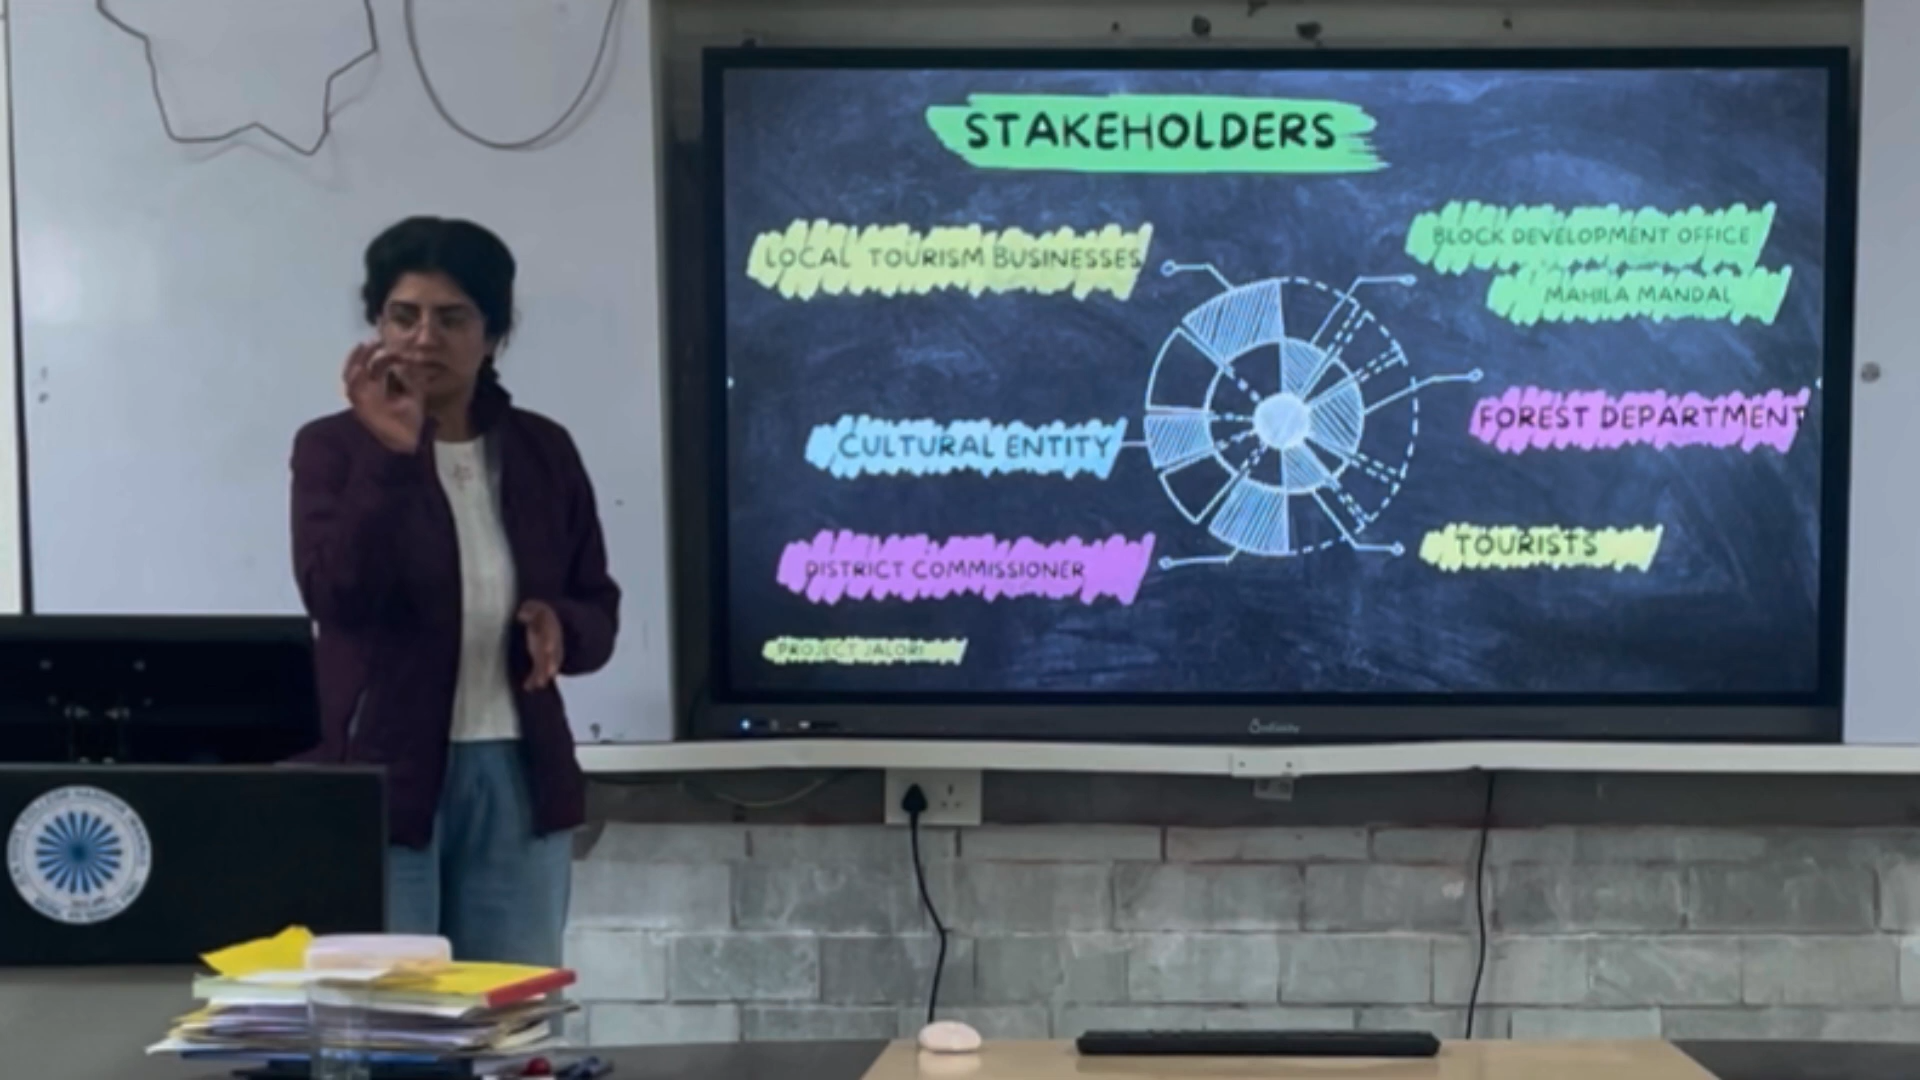 STAKEHOLDERS
LOCAL TOURISM BUSINESSES
BLOCK DEVELOPMENT OFFICE
MAHILA MANDAL
FOREST DEPARTMENT
CULTURAL ENTITY
TOURISTS
DISTRICT COMMISSIONER
PROJECT JALORI